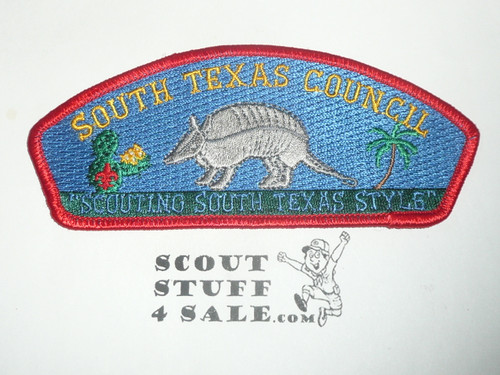 SOUTH TEXAS COUNCIL
"SCOUTING SOUTH TEXAS STYLE"
SCOUT
STUFF
4 SALE.COM